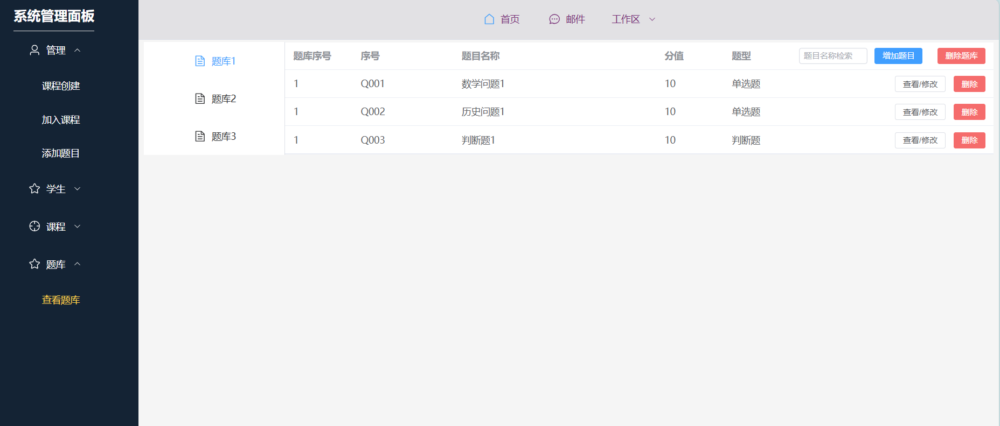 系统管理面板
管理
课程创建
加入课程
添加题目
学生
课程
题库
查看题库
首页 邮件 工作区
题库1
题库2
题库3
题库序号 序号 题目名称 分值 题型 题目名称检索 增加题目 删除题库
1 Q001 数学问题1 10 单选题 查看/修改 删除
1 Q002 历史问题1 10 单选题 查看/修改 删除
1 Q003 判断题1 10 判断题 查看/修改 删除